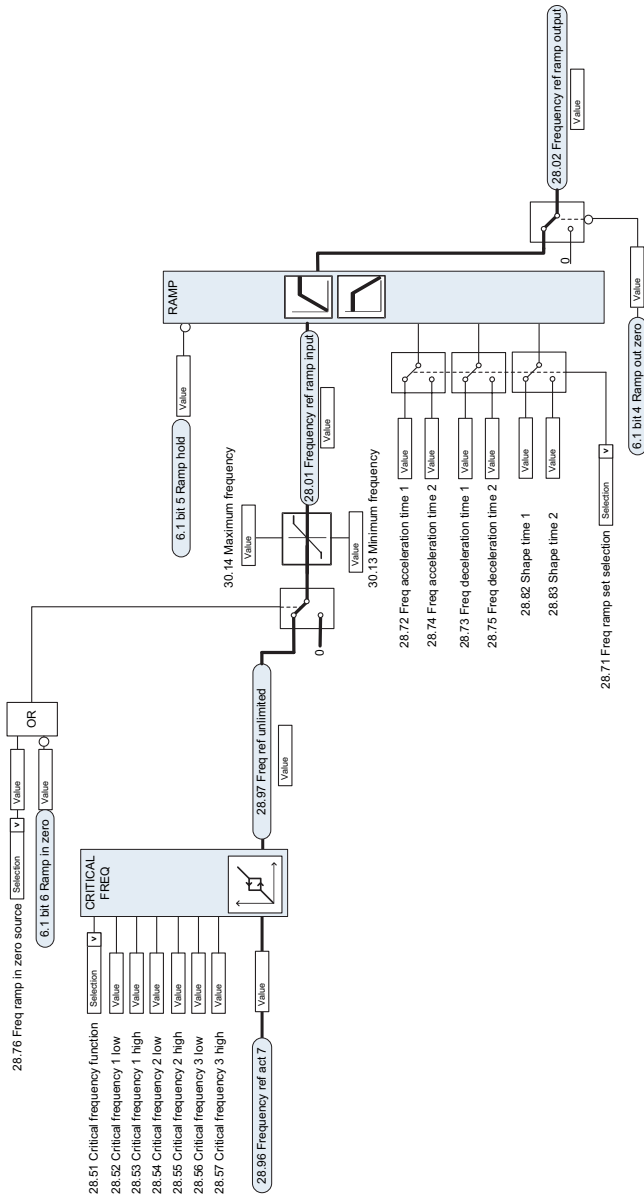 28.76 Freq ramp in zero source
Selection
v
Value
6.1 bit 6 Ramp in zero
Value
OR
28.51 Critical frequency function
Selection
v
28.52 Critical frequency 1 low
Value
28.53 Critical frequency 1 high
Value
28.54 Critical frequency 2 low
Value
28.55 Critical frequency 2 high
Value
28.56 Critical frequency 3 low
Value
28.57 Critical frequency 3 high
Value
28.96 Frequency ref act 7
Value
CRITICAL
FREQ
28.97 Freq ref unlimited
Value
0
30.14 Maximum frequency
Value
Value
30.13 Minimum frequency
6.1 bit 5 Ramp hold
Value
28.01 Frequency ref ramp input
Value
RAMP
28.72 Freq acceleration time 1
Value
28.74 Freq acceleration time 2
Value
28.73 Freq deceleration time 1
Value
28.75 Freq deceleration time 2
Value
28.82 Shape time 1
Value
28.83 Shape time 2
Value
28.71 Freq ramp set selection
Selection
v
0
6.1 bit 4 Ramp out zero
Value
28.02 Frequency ref ramp output
Value